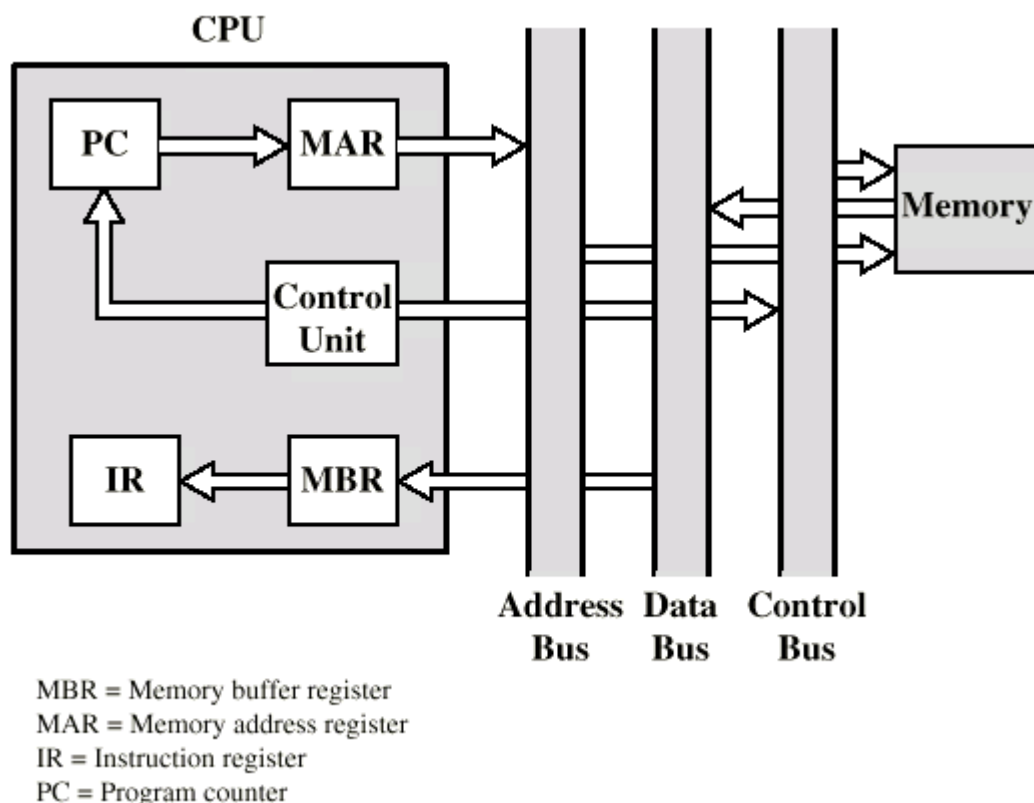 CPU
PC
MAR
Memory
Control
Unit
IR
MBR
Address
Bus
Data
Bus
Control
Bus
MBR = Memory buffer register
MAR = Memory address register
IR = Instruction register
PC = Program counter